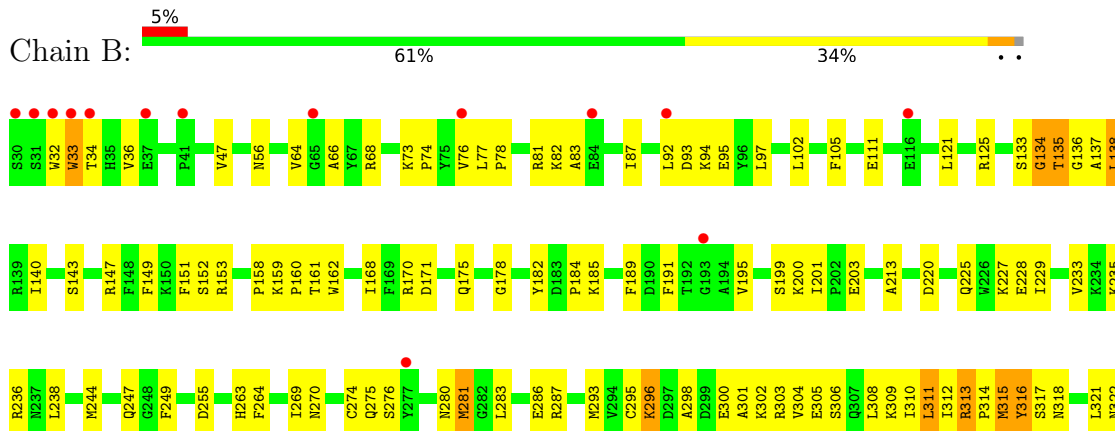 5%
Chain B:
61% 34% • •
S30 S31 W32 W33 T34 H35 V36 E37 P41 V47 N56 V64 G65 A66 Y67 R68 K73 P74 Y75 V76 L77 P78 R81 K82 A83 E84 I87 L92 D93 K94 E95 Y96 L97 L102 F105 E111 E116 L121 R125 S133 G134 T135 G136 A137 L138
R139 I140 S143 R147 F148 F149 K150 F151 S152 R153 P158 K159 P160 T161 W162 I168 F169 R170 D171 Q175 G178 Y182 D183 P184 K185 F189 D190 F191 T192 G193 A194 V195 S199 K200 I201 P202 E203 A213 D220 Q225 W226 K227 E228 I229 V233 K234 K235
R236 N237 L238 M244 Q247 G248 F249 D255 H263 F264 I269 N270 C274 Q275 S276 Y277 N280 M281 G282 L283 E286 R287 M293 V294 C295 K296 D297 A298 D299 E300 A301 K302 R303 V304 E305 S306 Q307 L308 K309 I310 L311 I312 R313 P314 M315 Y316 S317 N318 L321 N322